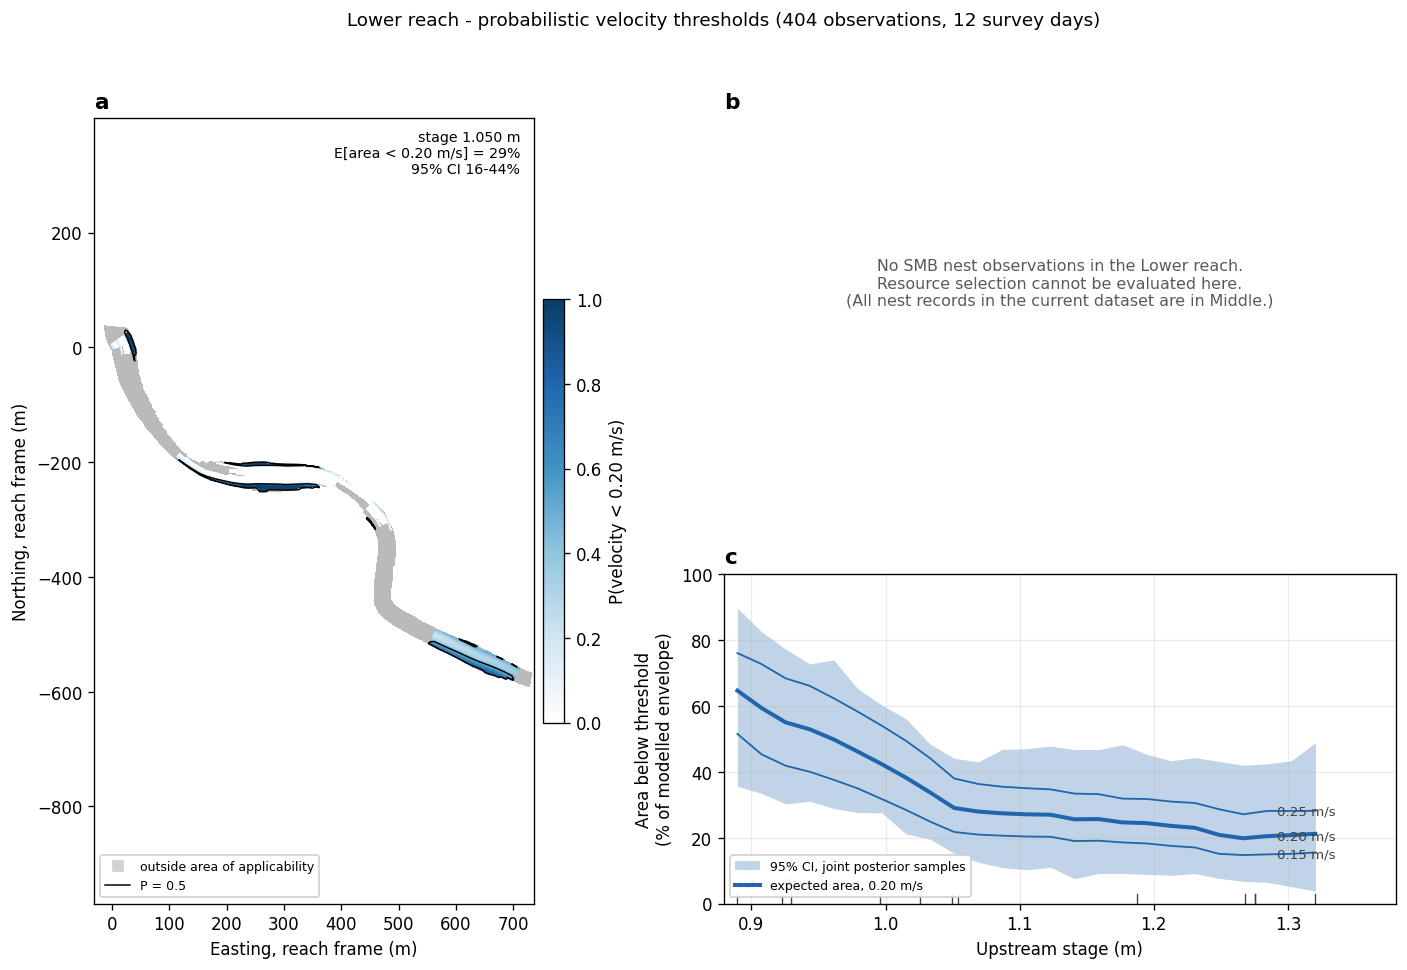 Lower reach - probabilistic velocity thresholds (404 observations, 12 survey days)
a
stage 1.050 m
E[area < 0.20 m/s] = 29%
95% CI 16-44%
200
0
−200
−400
−600
−800
Northing, reach frame (m)
0 100 200 300 400 500 600 700
Easting, reach frame (m)
outside area of applicability
P = 0.5
1.0
0.8
0.6
0.4
0.2
0.0
P(velocity < 0.20 m/s)
b
No SMB nest observations in the Lower reach.
Resource selection cannot be evaluated here.
(All nest records in the current dataset are in Middle.)
c
100
80
60
40
20
0
Area below threshold
(% of modelled envelope)
0.25 m/s
0.20 m/s
0.15 m/s
95% CI, joint posterior samples
expected area, 0.20 m/s
0.9 1.0 1.1 1.2 1.3
Upstream stage (m)